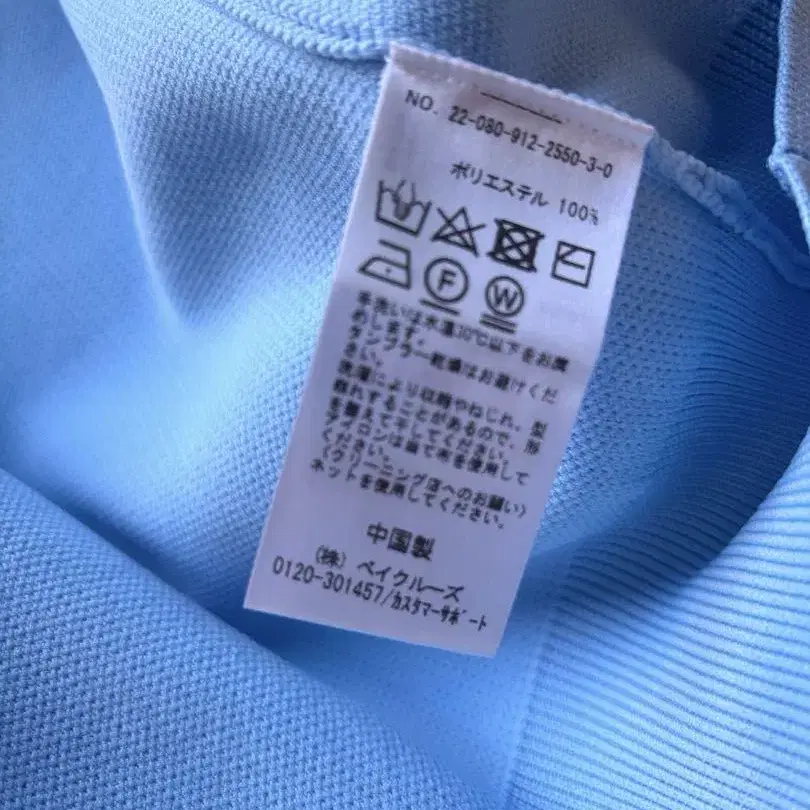 NO. 22-080-912-2550-3-0
ポリエステル 100%
F W
手洗いは水温30℃以下をお薦
めします。
タンブラー乾燥はお避けくだ
さい。
洗濯により収縮やねじれ、型
崩れすることがあるので、形
を整えて干してください。
アイロンは当て布を使用して
ください。
(クリーニング店へのお願い)
ネットを使用してください。
中国製
(株) ベイクルーズ
0120-301457/カスタマーサポート